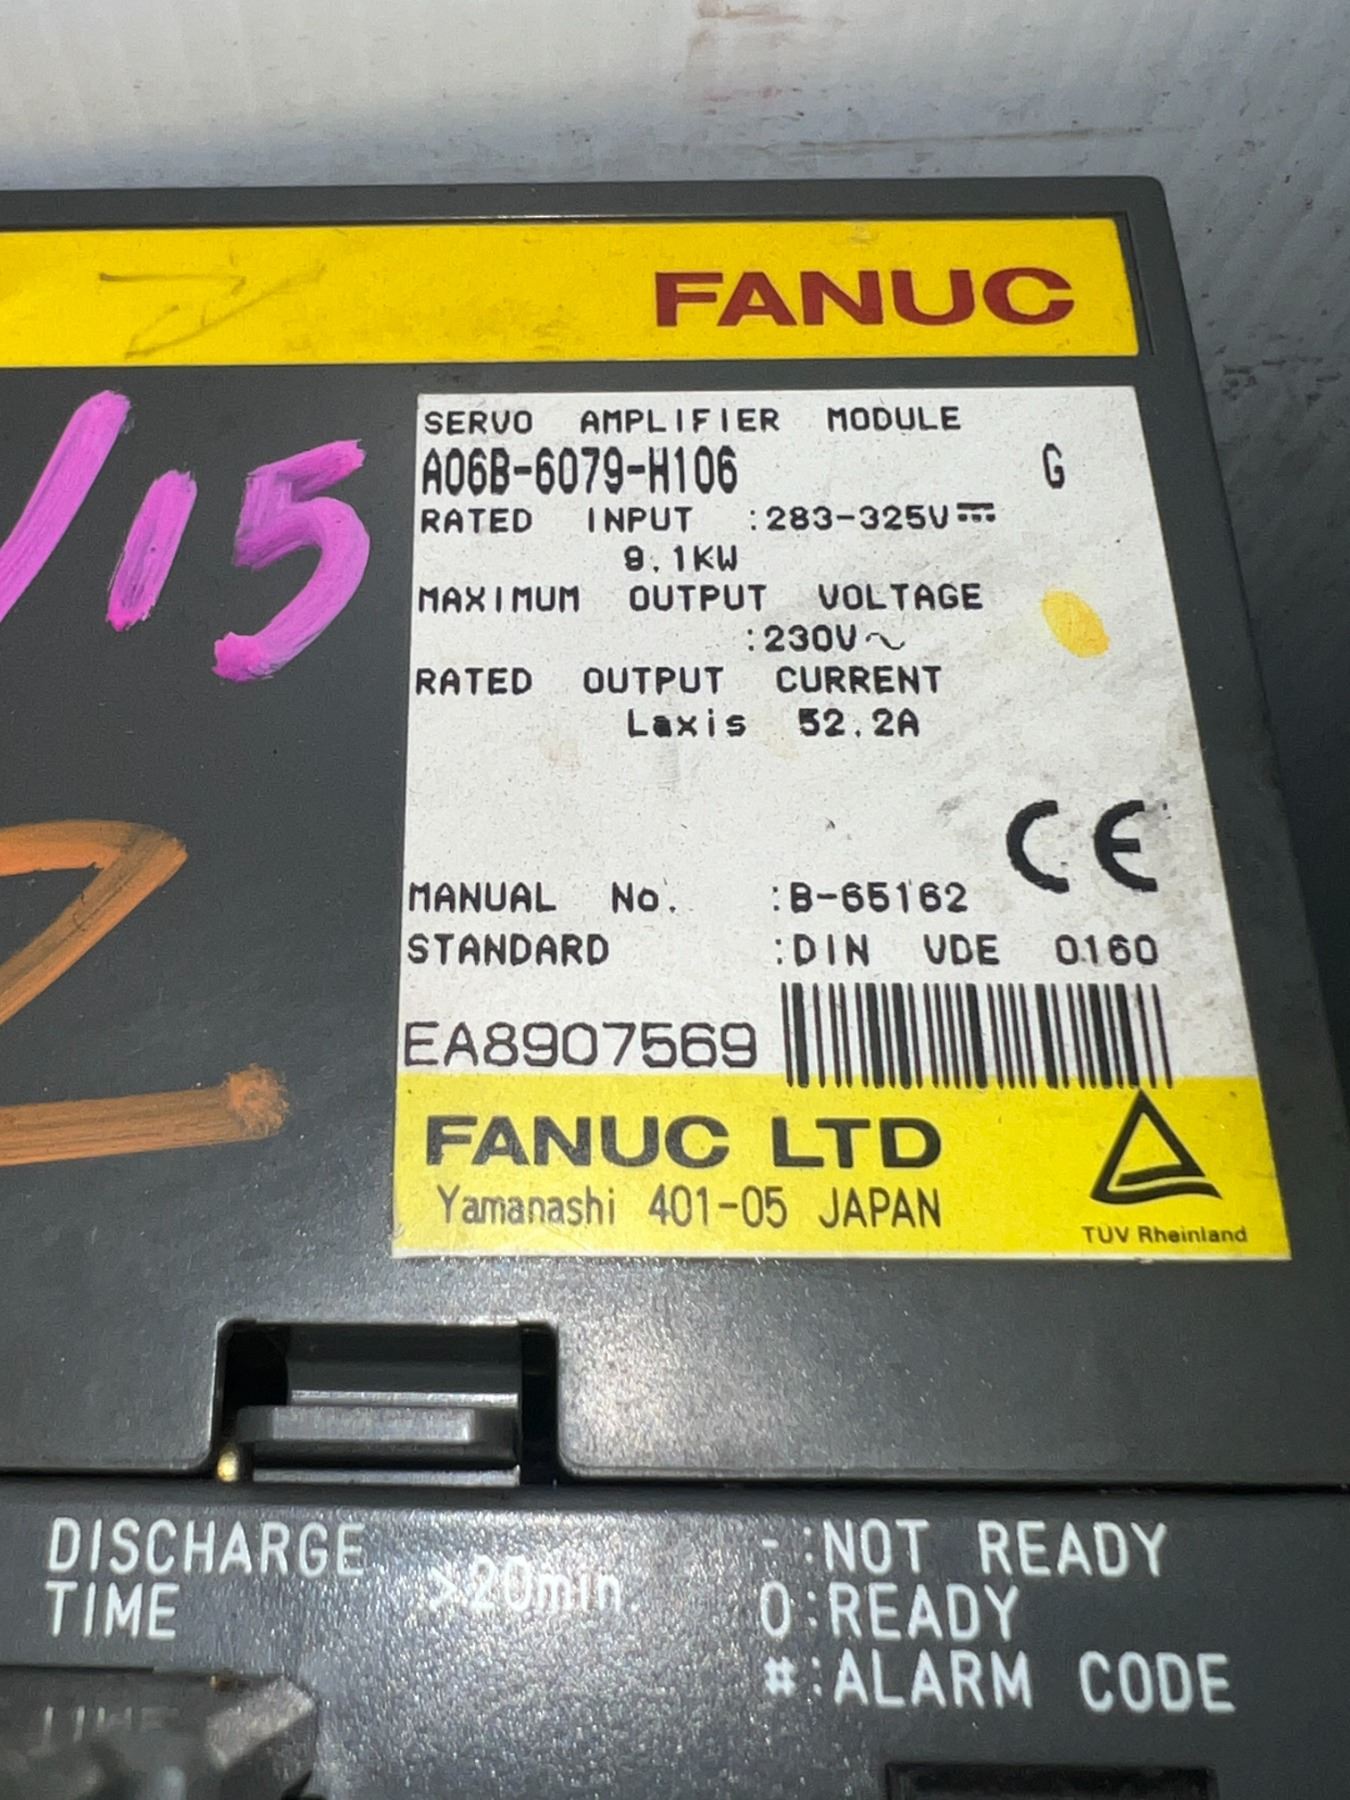 Z
FANUC
/15
SERVO AMPLIFIER MODULE
A06B-6079-H106 G
RATED INPUT :283-325V⎓
9.1KW
MAXIMUM OUTPUT VOLTAGE
:230V～
RATED OUTPUT CURRENT
Laxis 52.2A
CE
MANUAL No. :B-65162
STANDARD :DIN VDE 0160
EA8907569
FANUC LTD
Yamanashi 401-05 JAPAN
TÜV Rheinland
Z
DISCHARGE
TIME >20min.
-:NOT READY
0:READY
#:ALARM CODE